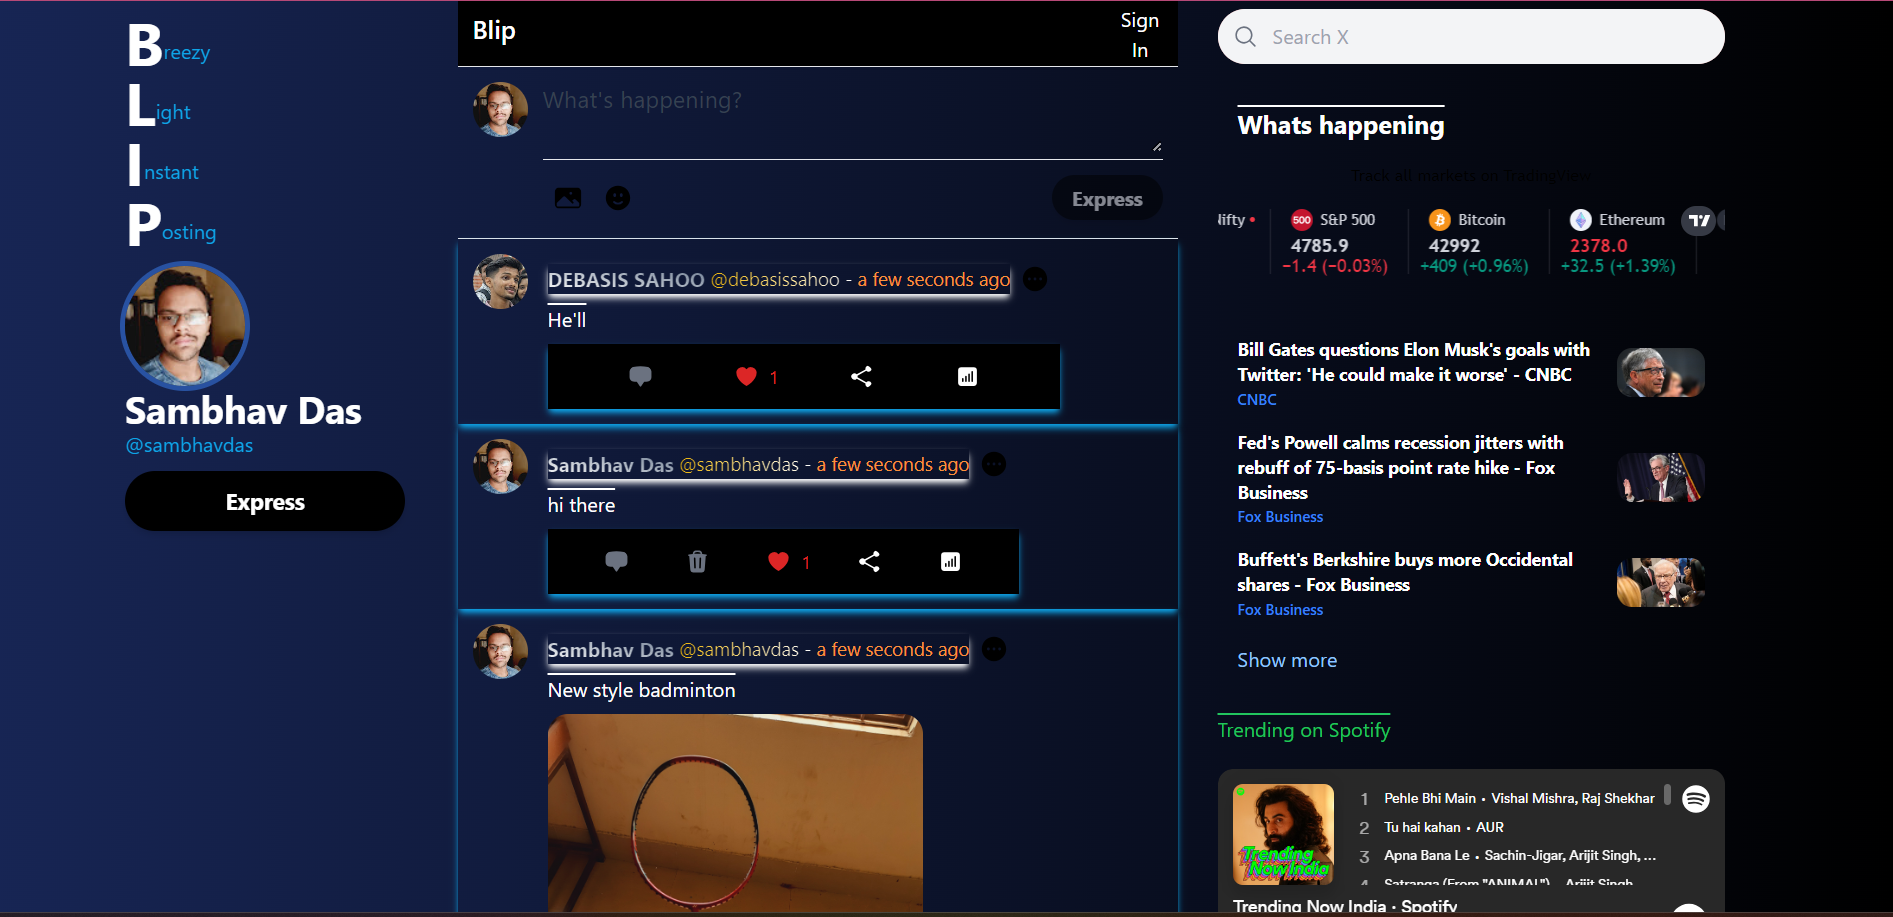 Breezy
Light
Instant
Posting
Sambhav Das
@sambhavdas
Express
Blip
Sign
In
What's happening?
Express
DEBASIS SAHOO @debasissahoo - a few seconds ago
He'll
1
Sambhav Das @sambhavdas - a few seconds ago
hi there
1
Sambhav Das @sambhavdas - a few seconds ago
New style badminton
Search X
Whats happening
Track all markets on TradingView
Nifty
500 S&P 500
4785.9
−1.4 (−0.03%)
Bitcoin
42992
+409 (+0.96%)
Ethereum
2378.0
+32.5 (+1.39%)
Bill Gates questions Elon Musk's goals with
Twitter: 'He could make it worse' - CNBC
CNBC
Fed's Powell calms recession jitters with
rebuff of 75-basis point rate hike - Fox
Business
Fox Business
Buffett's Berkshire buys more Occidental
shares - Fox Business
Fox Business
Show more
Trending on Spotify
Trending
Now India
1 Pehle Bhi Main • Vishal Mishra, Raj Shekhar
2 Tu hai kahan • AUR
3 Apna Bana Le • Sachin-Jigar, Arijit Singh, ...
4 Satranga (From "ANIMAL") • Arijit Singh
Trending Now India • Spotify